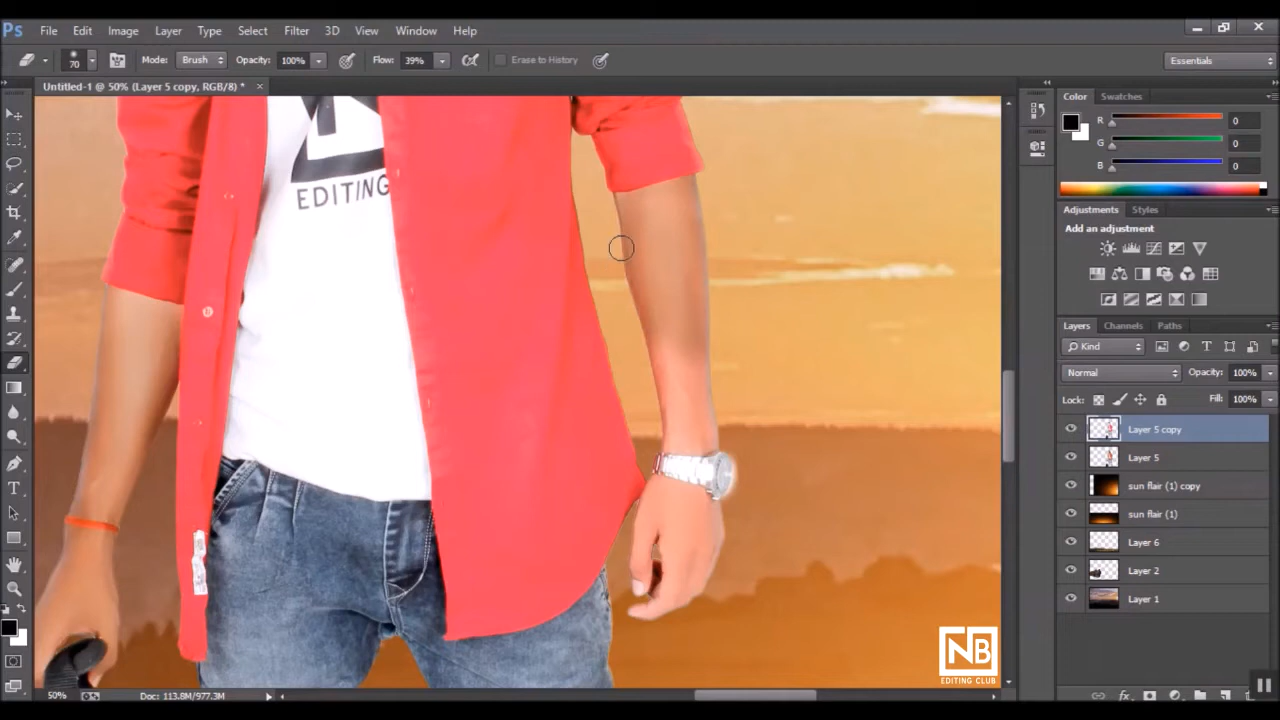 Ps File Edit Image Layer Type Select Filter 3D View Window Help
70 Mode: Brush Opacity: 100% Flow: 39% Erase to History Essentials
Untitled-1 @ 50% (Layer 5 copy, RGB/8) * ×
Color Swatches
R 0
G 0
B 0
EDITING
Adjustments Styles
Add an adjustment
Layers Channels Paths
Kind
Normal Opacity: 100%
Lock: Fill: 100%
Layer 5 copy
Layer 5
sun flair (1) copy
sun flair (1)
Layer 6
Layer 2
Layer 1
NB
EDITING CLUB
50% Doc: 113.8M/977.3M
fx